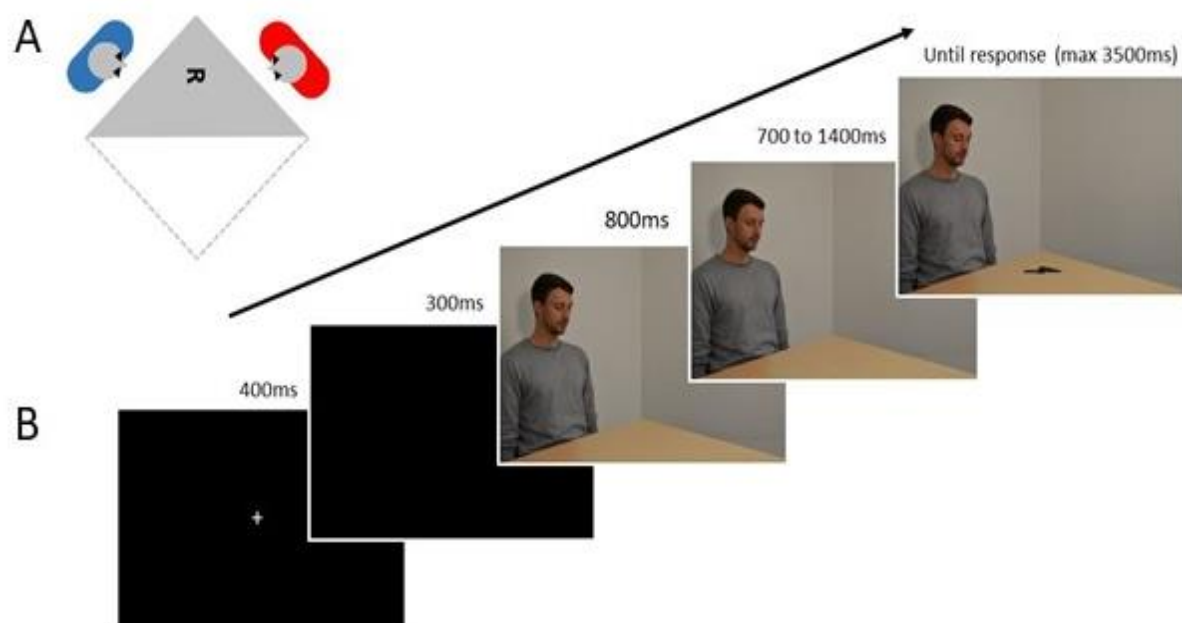 A
R
Until response (max 3500ms)
700 to 1400ms
800ms
300ms
400ms
B